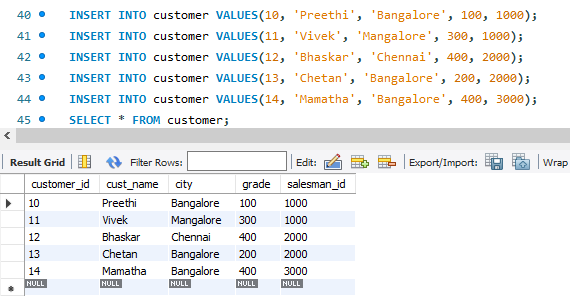 40 INSERT INTO customer VALUES(10, 'Preethi', 'Bangalore', 100, 1000);
41 INSERT INTO customer VALUES(11, 'Vivek', 'Mangalore', 300, 1000);
42 INSERT INTO customer VALUES(12, 'Bhaskar', 'Chennai', 400, 2000);
43 INSERT INTO customer VALUES(13, 'Chetan', 'Bangalore', 200, 2000);
44 INSERT INTO customer VALUES(14, 'Mamatha', 'Bangalore', 400, 3000);
45 SELECT * FROM customer;
Result Grid Filter Rows: Edit: Export/Import: Wrap
customer_id cust_name city grade salesman_id
10 Preethi Bangalore 100 1000
11 Vivek Mangalore 300 1000
12 Bhaskar Chennai 400 2000
13 Chetan Bangalore 200 2000
14 Mamatha Bangalore 400 3000
NULL NULL NULL NULL NULL